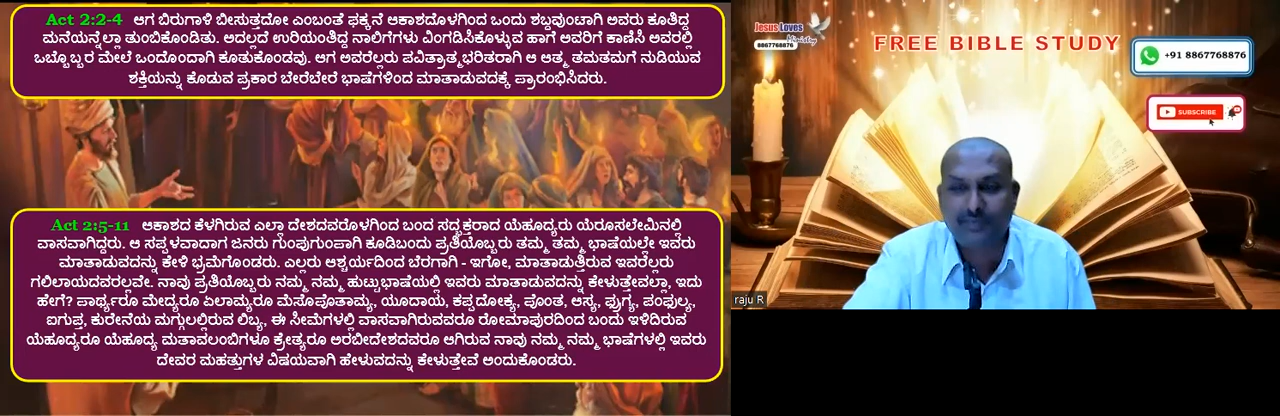 Act 2:2-4 ಆಗ ಬಿರುಗಾಳಿ ಬೀಸುತ್ತದೋ ಎಂಬಂತೆ ಫಕ್ಕನೆ ಆಕಾಶದೊಳಗಿಂದ ಒಂದು ಶಬ್ದವುಂಟಾಗಿ ಅವರು ಕೂತಿದ್ದ
ಮನೆಯನ್ನೆಲ್ಲಾ ತುಂಬಿಕೊಂಡಿತು. ಅದಲ್ಲದೆ ಉರಿಯಂತಿದ್ದ ನಾಲಿಗೆಗಳು ವಿಂಗಡಿಸಿಕೊಳ್ಳುವ ಹಾಗೆ ಅವರಿಗೆ ಕಾಣಿಸಿ ಅವರಲ್ಲಿ
ಒಬ್ಬೊಬ್ಬರ ಮೇಲೆ ಒಂದೊಂದಾಗಿ ಕೂತುಕೊಂಡವು. ಆಗ ಅವರೆಲ್ಲರು ಪವಿತ್ರಾತ್ಮಭರಿತರಾಗಿ ಆ ಆತ್ಮ ತಮತಮಗೆ ನುಡಿಯುವ
ಶಕ್ತಿಯನ್ನು ಕೊಡುವ ಪ್ರಕಾರ ಬೇರೆಬೇರೆ ಭಾಷೆಗಳಿಂದ ಮಾತಾಡುವದಕ್ಕೆ ಪ್ರಾರಂಭಿಸಿದರು.
Act 2:5-11 ಆಕಾಶದ ಕೆಳಗಿರುವ ಎಲ್ಲಾ ದೇಶದವರೊಳಗಿಂದ ಬಂದ ಸದ್ಭಕ್ತರಾದ ಯೆಹೂದ್ಯರು ಯೆರೂಸಲೇಮಿನಲ್ಲಿ
ವಾಸವಾಗಿದ್ದರು. ಆ ಸಪ್ತಳವಾದಾಗ ಜನರು ಗುಂಪುಗುಂಪಾಗಿ ಕೂಡಿಬಂದು ಪ್ರತಿಯೊಬ್ಬರು ತಮ್ಮ ತಮ್ಮ ಭಾಷೆಯಲ್ಲೇ ಇವರು
ಮಾತಾಡುವದನ್ನು ಕೇಳಿ ಭ್ರಮೆಗೊಂಡರು. ಎಲ್ಲರು ಆಶ್ಚರ್ಯದಿಂದ ಬೆರಗಾಗಿ - ಇಗೋ, ಮಾತಾಡುತ್ತಿರುವ ಇವರೆಲ್ಲರು
ಗಲಿಲಾಯದವರಲ್ಲವೇ. ನಾವು ಪ್ರತಿಯೊಬ್ಬರು ನಮ್ಮ ನಮ್ಮ ಹುಟ್ಟುಭಾಷೆಯಲ್ಲಿ ಇವರು ಮಾತಾಡುವದನ್ನು ಕೇಳುತ್ತೇವಲ್ಲಾ, ಇದು
ಹೇಗೆ? ಪಾರ್ಥ್ಯರೂ ಮೇದ್ಯರೂ ಏಲಾಮ್ಯರೂ ಮೆಸೊಪೊತಾಮ್ಯ, ಯೂದಾಯ, ಕಪ್ಪದೋಕ್ಯ, ಪೊಂತ, ಆಸ್ಯ, ಫ್ರುಗ್ಯ, ಪಂಫುಲ್ಯ,
ಐಗುಪ್ತ, ಕುರೇನೆಯ ಮಗ್ಗುಲಲ್ಲಿರುವ ಲಿಬ್ಯ, ಈ ಸೀಮೆಗಳಲ್ಲಿ ವಾಸವಾಗಿರುವವರೂ ರೋಮಾಪುರದಿಂದ ಬಂದು ಇಳಿದಿರುವ
ಯೆಹೂದ್ಯರೂ ಯೆಹೂದ್ಯ ಮತಾವಲಂಬಿಗಳೂ ಕ್ರೇತ್ಯರೂ ಅರಬೀದೇಶದವರೂ ಆಗಿರುವ ನಾವು ನಮ್ಮ ನಮ್ಮ ಭಾಷೆಗಳಲ್ಲಿ ಇವರು
ದೇವರ ಮಹತ್ತುಗಳ ವಿಷಯವಾಗಿ ಹೇಳುವದನ್ನು ಕೇಳುತ್ತೇವೆ ಅಂದುಕೊಂಡರು.
Jesus Loves
Ministry
8867768876
FREE BIBLE STUDY
+91 8867768876
SUBSCRIBE
raju R